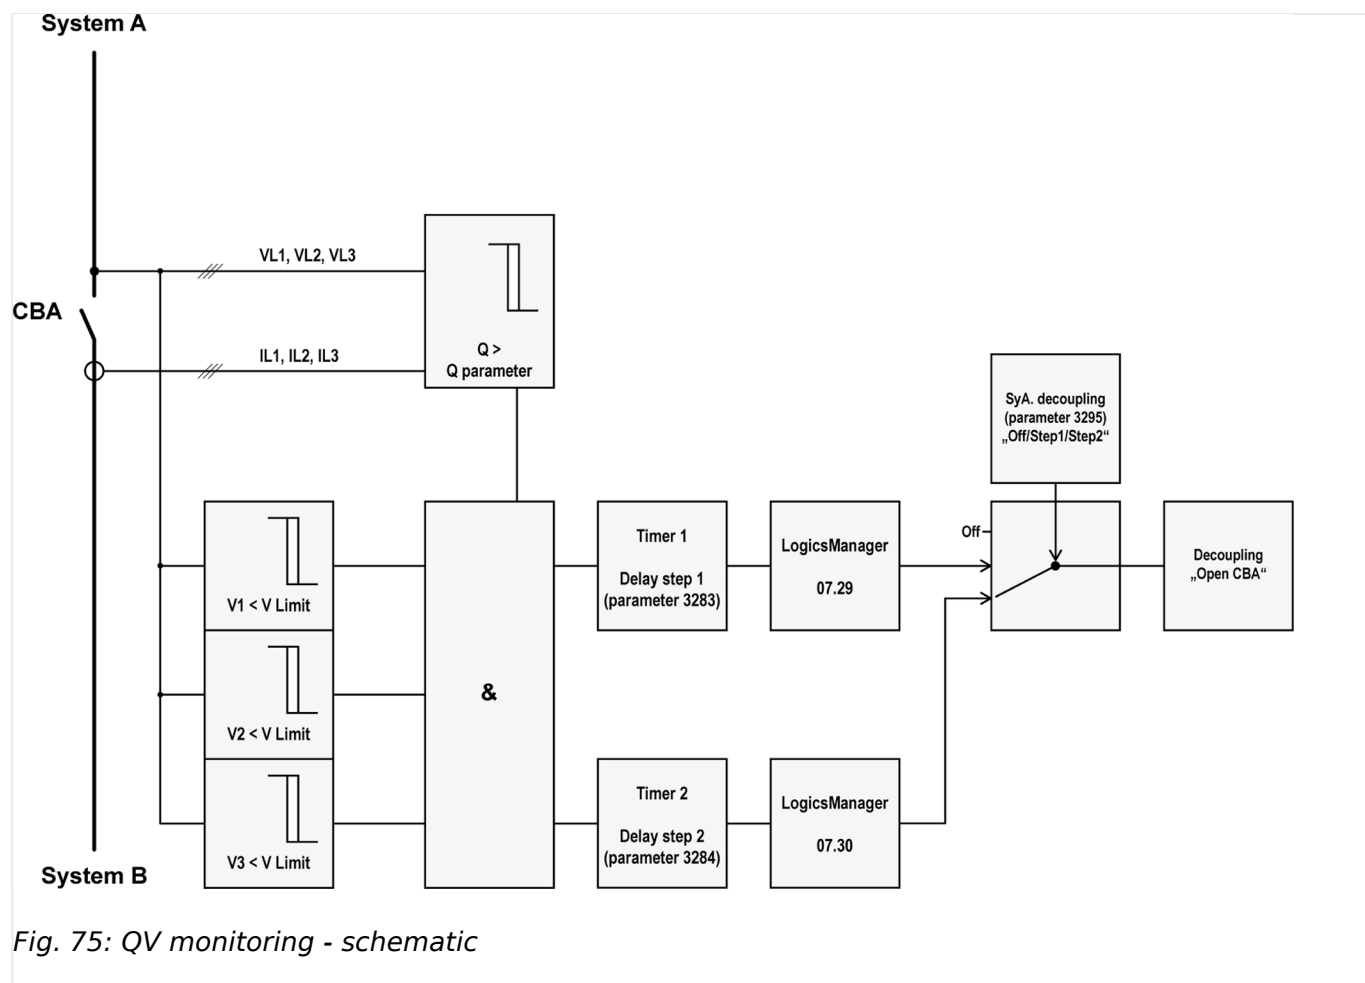 System A
VL1, VL2, VL3
CBA
IL1, IL2, IL3
Q >
Q parameter
SyA. decoupling
(parameter 3295)
„Off/Step1/Step2“
V1 < V Limit
V2 < V Limit
V3 < V Limit
&
Timer 1
Delay step 1
(parameter 3283)
LogicsManager
07.29
Off
Decoupling
„Open CBA“
Timer 2
Delay step 2
(parameter 3284)
LogicsManager
07.30
System B
Fig. 75: QV monitoring - schematic